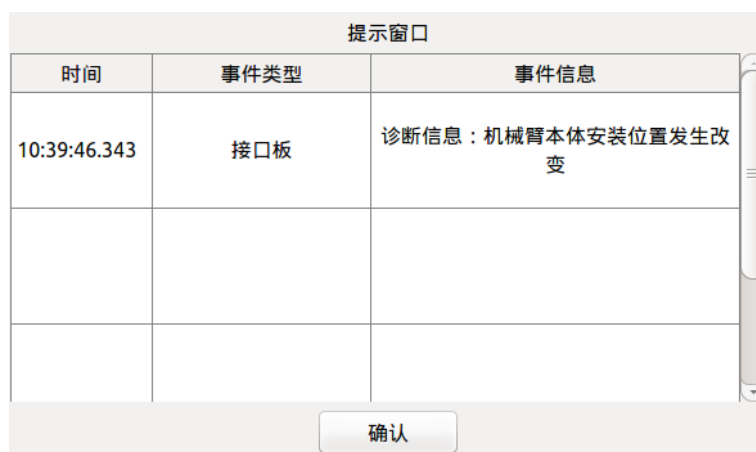 提示窗口
时间 事件类型 事件信息
10:39:46.343 接口板 诊断信息：机械臂本体安装位置发生改
变
确认